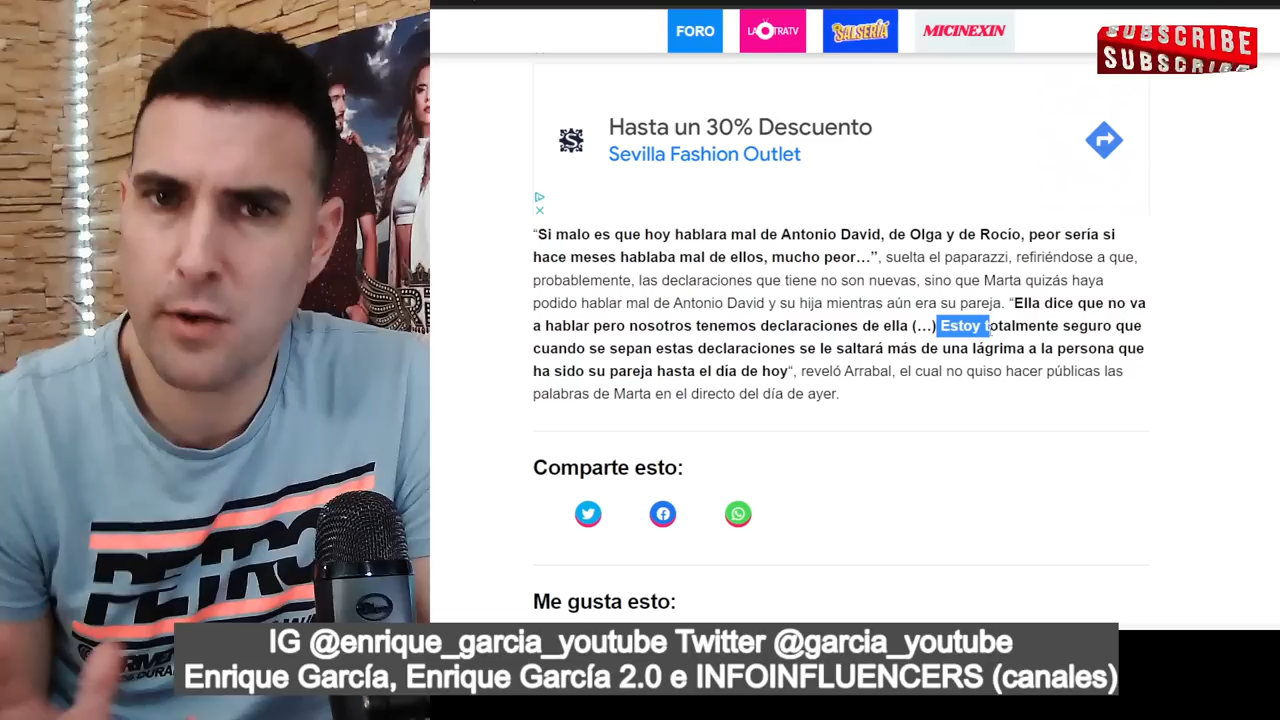 FORO
LAOTRATV
SALSERÍA
MICINEXIN
SUBSCRIBE
SUBSCRIBE
Hasta un 30% Descuento
Sevilla Fashion Outlet
“Si malo es que hoy hablara mal de Antonio David, de Olga y de Rocío, peor sería si
hace meses hablaba mal de ellos, mucho peor…”, suelta el paparazzi, refiriéndose a que,
probablemente, las declaraciones que tiene no son nuevas, sino que Marta quizás haya
podido hablar mal de Antonio David y su hija mientras aún era su pareja. “Ella dice que no va
a hablar pero nosotros tenemos declaraciones de ella (…) Estoy totalmente seguro que
cuando se sepan estas declaraciones se le saltará más de una lágrima a la persona que
ha sido su pareja hasta el día de hoy“, reveló Arrabal, el cual no quiso hacer públicas las
palabras de Marta en el directo del día de ayer.
Comparte esto:
Me gusta esto:
PETRO
IG @enrique_garcia_youtube Twitter @garcia_youtube
Enrique García, Enrique García 2.0 e INFOINFLUENCERS (canales)